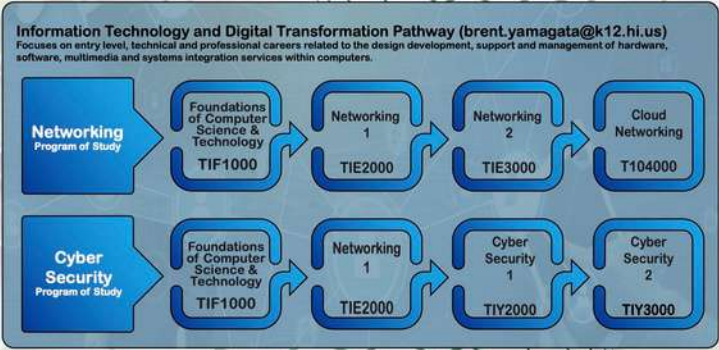 Information Technology and Digital Transformation Pathway (brent.yamagata@k12.hi.us)
Focuses on entry level, technical and professional careers related to the design development, support and management of hardware,
software, multimedia and systems integration services within computers.
Networking
Program of Study
Foundations
of Computer
Science &
Technology
TIF1000
Networking
1
TIE2000
Networking
2
TIE3000
Cloud
Networking
T104000
Cyber
Security
Program of Study
Foundations
of Computer
Science &
Technology
TIF1000
Networking
1
TIE2000
Cyber
Security
1
TIY2000
Cyber
Security
2
TIY3000